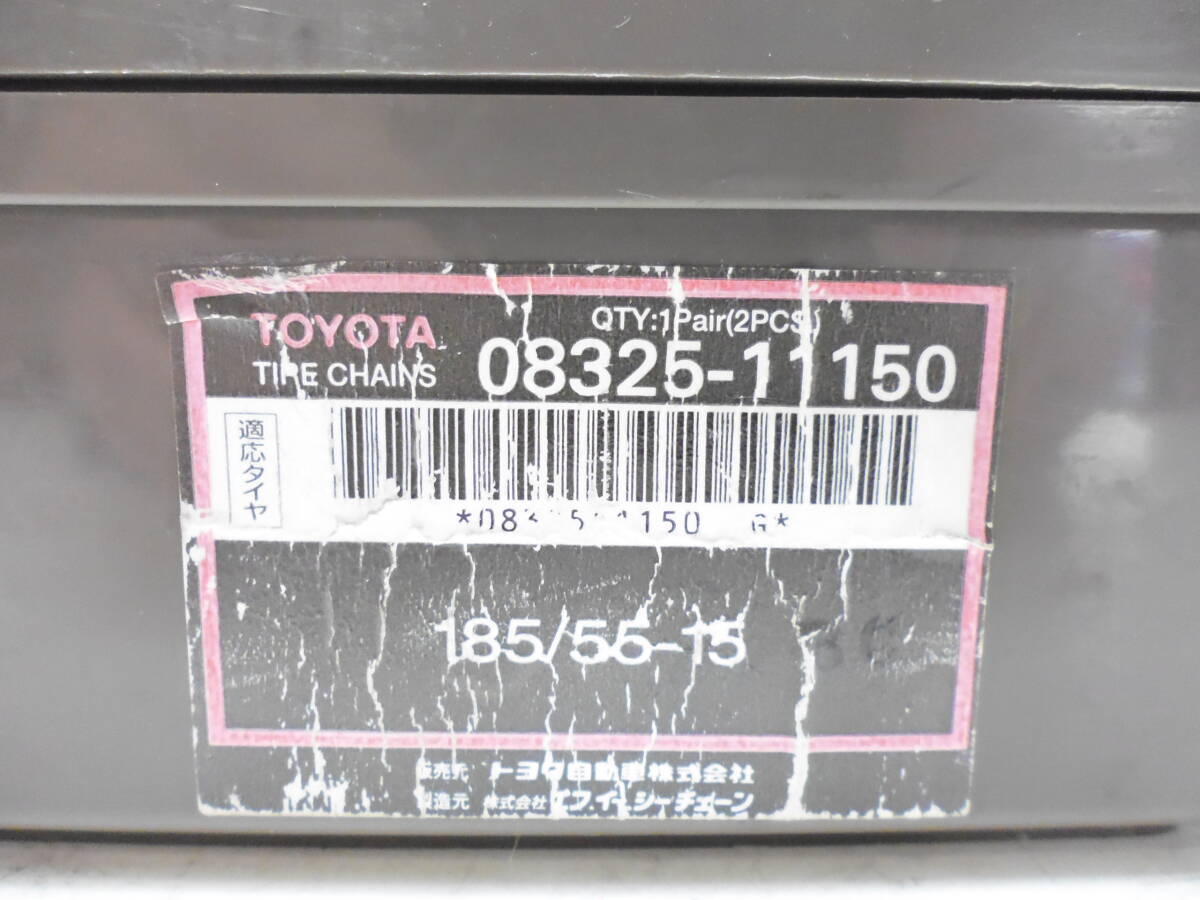 QTY:1Pair(2PCS.)
TOYOTA
TIRE CHAINS
08325-11150
適応タイヤ
185/55-15
販売元 トヨタ自動車株式会社
製造元 株式会社 エフイーシーチェーン